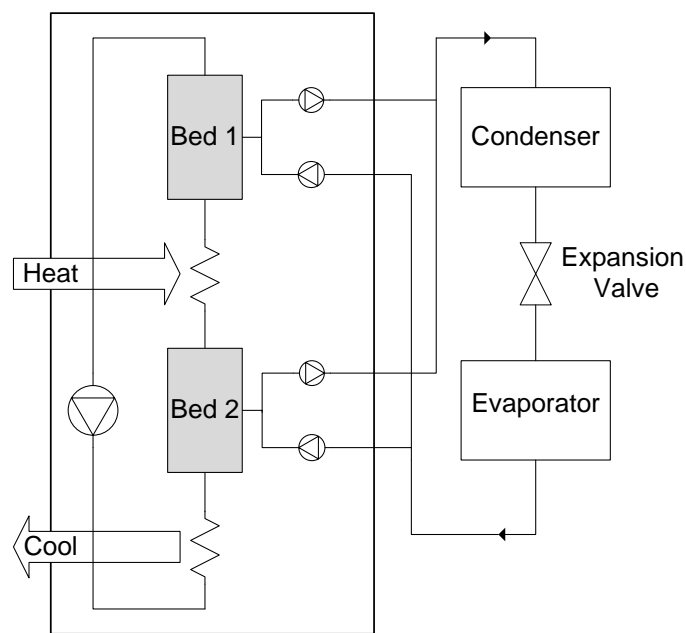 Bed 1
Condenser
Heat
Expansion
Valve
Bed 2
Evaporator
Cool